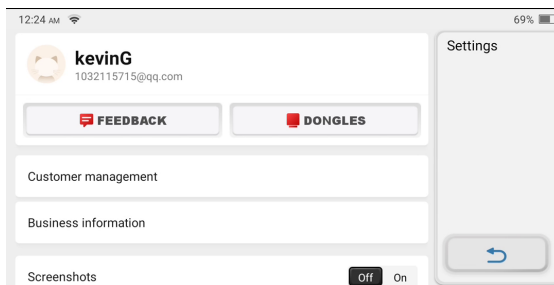 12:24 AM
69%
kevinG
1032115715@qq.com
Settings
FEEDBACK
DONGLES
Customer management
Business information
Screenshots
Off
On